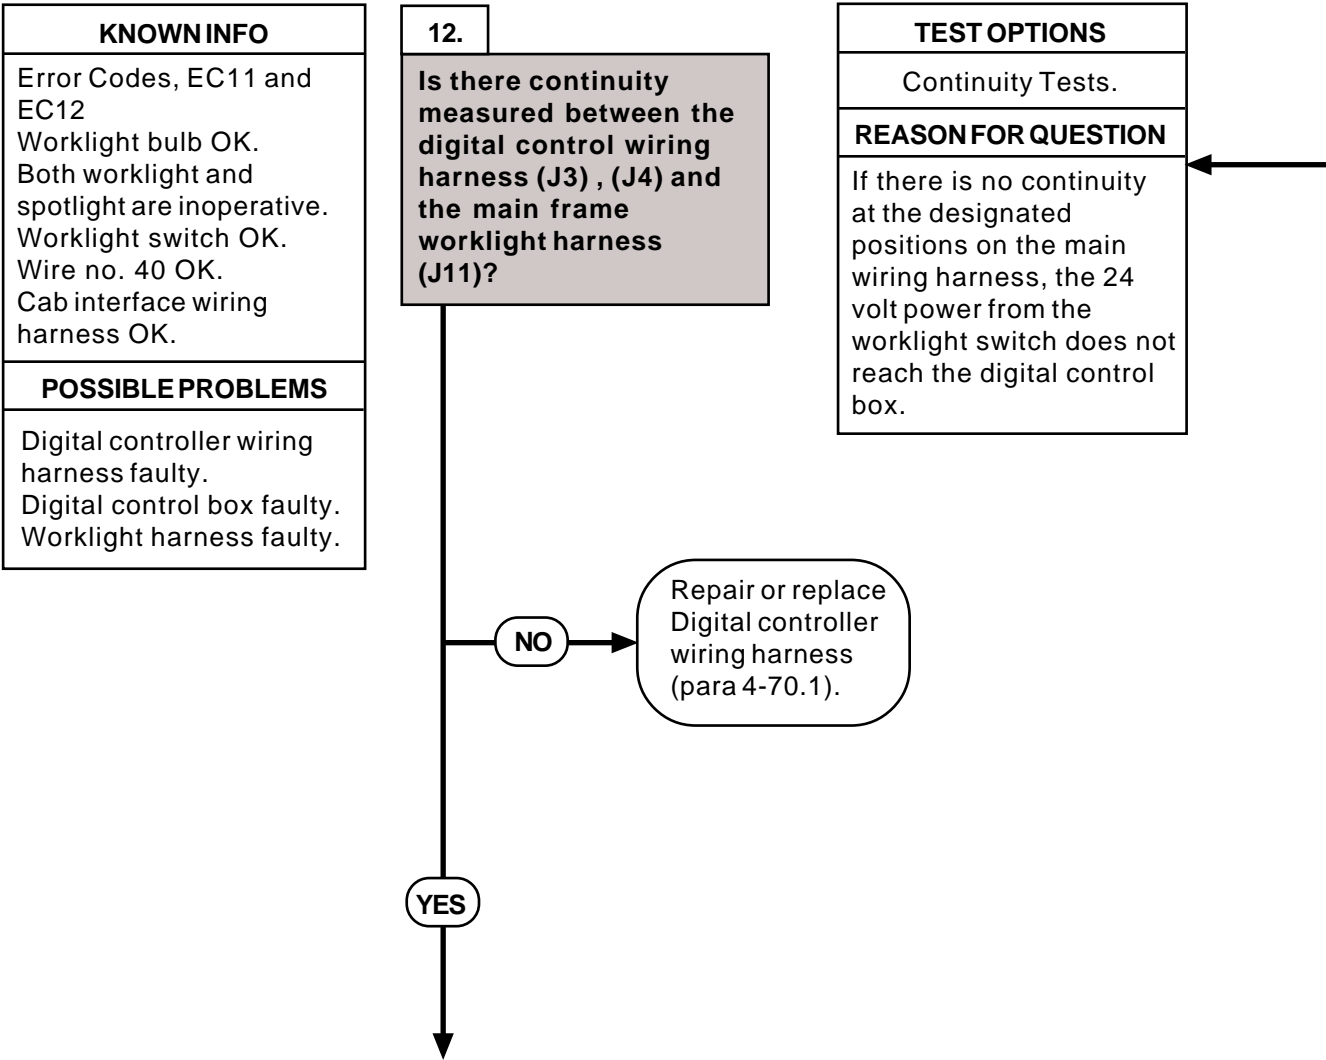 KNOWN INFO
Error Codes, EC11 and
EC12
Worklight bulb OK.
Both worklight and
spotlight are inoperative.
Worklight switch OK.
Wire no. 40 OK.
Cab interface wiring
harness OK.
POSSIBLE PROBLEMS
Digital controller wiring
harness faulty.
Digital control box faulty.
Worklight harness faulty.
12.
Is there continuity
measured between the
digital control wiring
harness (J3) , (J4) and
the main frame
worklight harness
(J11)?
TEST OPTIONS
Continuity Tests.
REASON FOR QUESTION
If there is no continuity
at the designated
positions on the main
wiring harness, the 24
volt power from the
worklight switch does not
reach the digital control
box.
NO
Repair or replace
Digital controller
wiring harness
(para 4-70.1).
YES